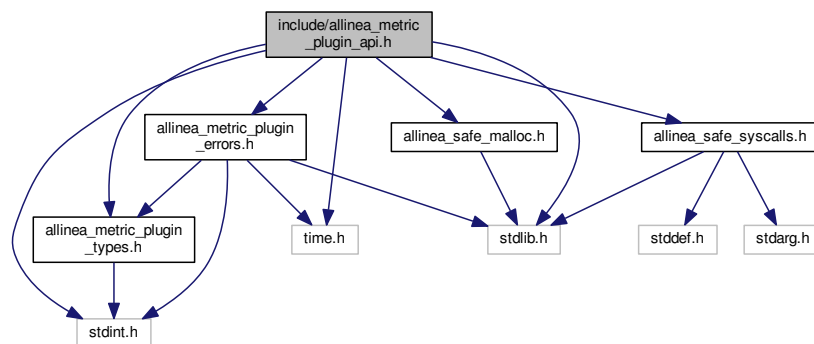 include/allinea_metric
_plugin_api.h
allinea_metric_plugin
_errors.h
allinea_safe_malloc.h
allinea_safe_syscalls.h
allinea_metric_plugin
_types.h
time.h
stdlib.h
stddef.h
stdarg.h
stdint.h